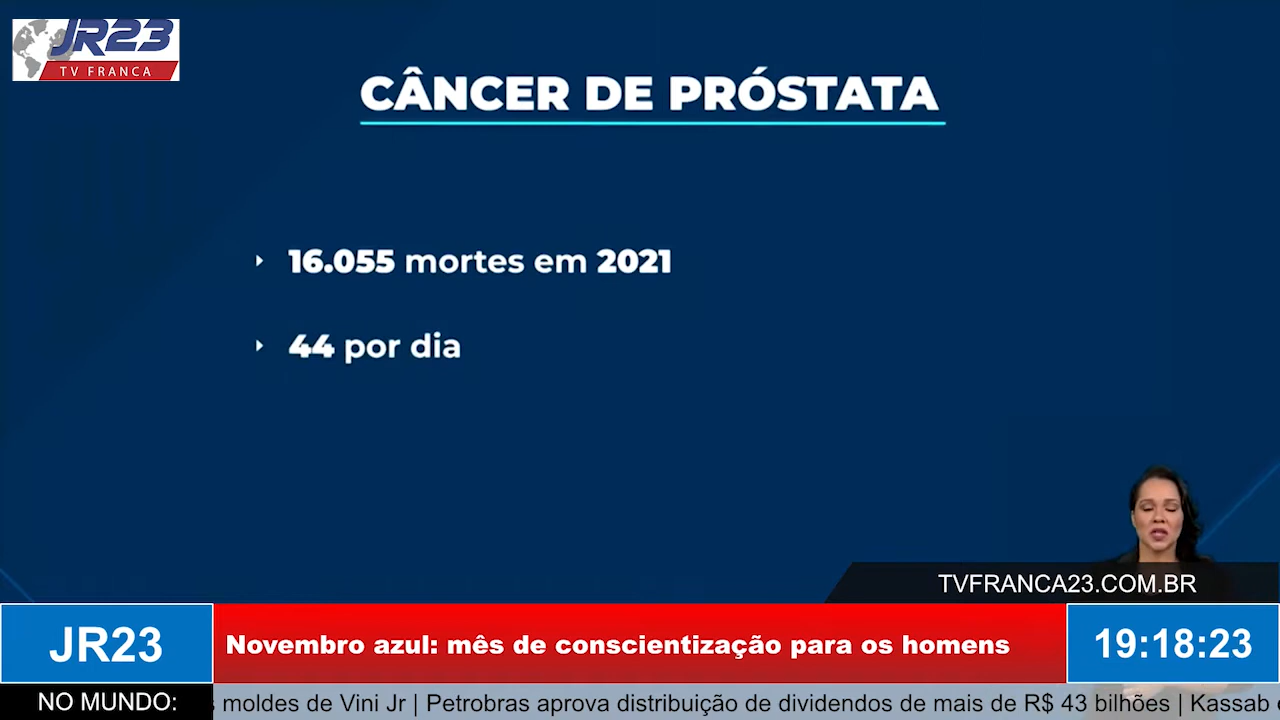 JR23
TV FRANCA
CÂNCER DE PRÓSTATA
16.055 mortes em 2021
44 por dia
TVFRANCA23.COM.BR
JR23
Novembro azul: mês de conscientização para os homens
19:18:23
NO MUNDO:
moldes de Vini Jr | Petrobras aprova distribuição de dividendos de mais de R$ 43 bilhões | Kassab